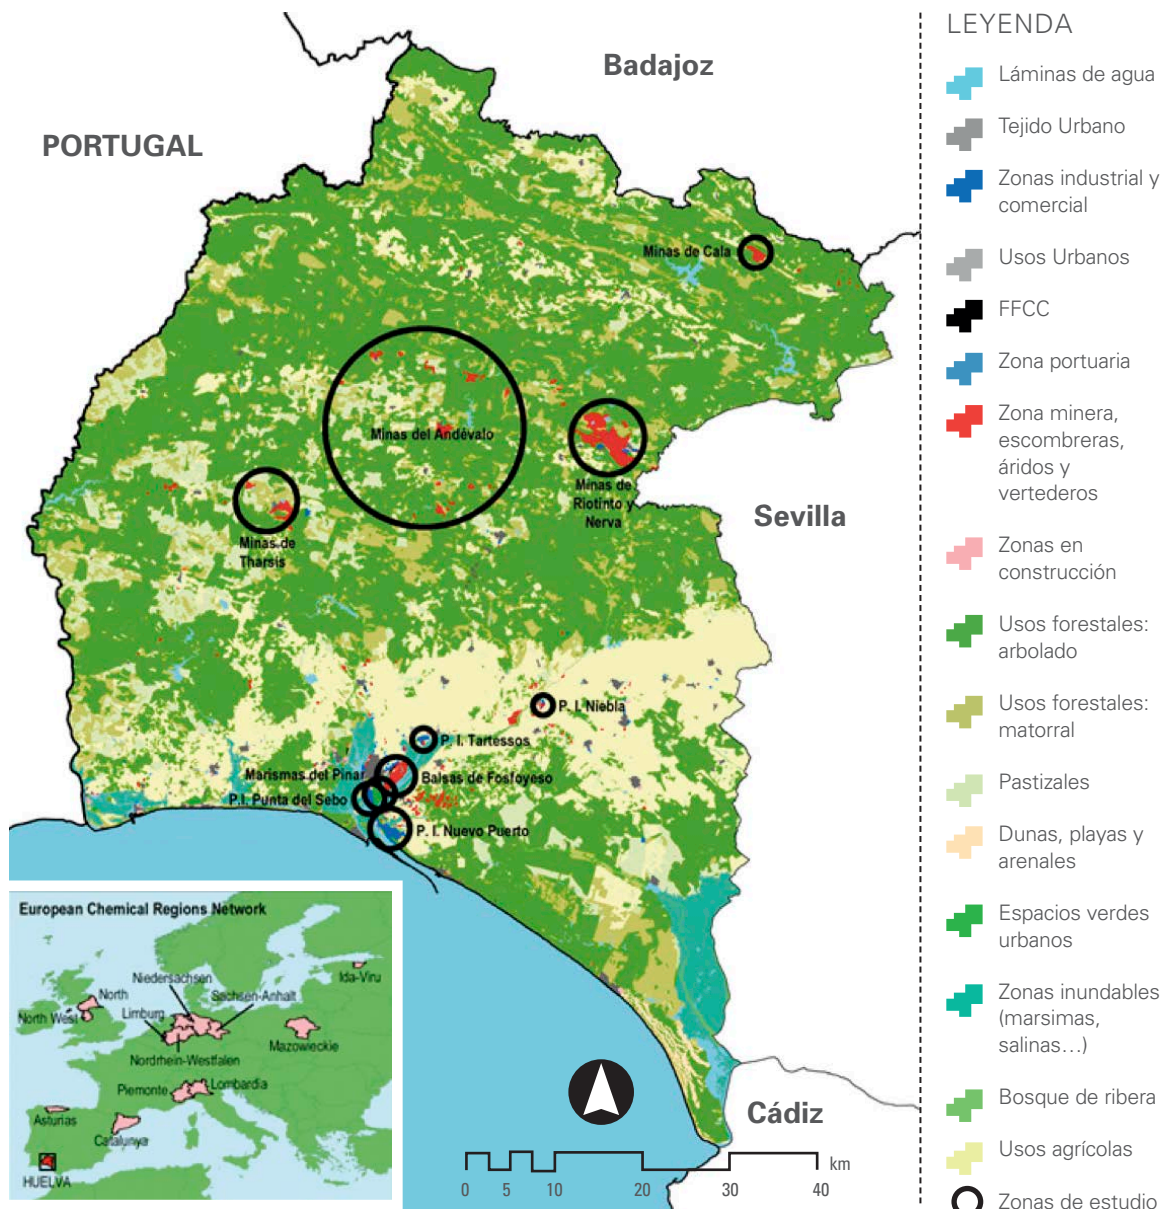 Badajoz
PORTUGAL
Minas de Cala
Minas del Andévalo
Minas de
Riotinto y
Nerva
Sevilla
Minas de
Tharsis
P. I. Niebla
P. I. Tartessos
Marismas del Pinar
Balsas de Fosfoyeso
P.I. Punta del Sebo
P. I. Nuevo Puerto
Cádiz
km
0 5 10 20 30 40
European Chemical Regions Network
Niedersachsen
Ida-Viru
North
Sachsen-Anhalt
North West
Limburg
Mazowieckie
Nordrhein-Westfalen
Piemonte
Lombardia
Asturias
Catalunya
HUELVA
LEYENDA
Láminas de agua
Tejido Urbano
Zonas industrial y
comercial
Usos Urbanos
FFCC
Zona portuaria
Zona minera,
escombreras,
áridos y
vertederos
Zonas en
construcción
Usos forestales:
arbolado
Usos forestales:
matorral
Pastizales
Dunas, playas y
arenales
Espacios verdes
urbanos
Zonas inundables
(marsimas,
salinas…)
Bosque de ribera
Usos agrícolas
Zonas de estudio